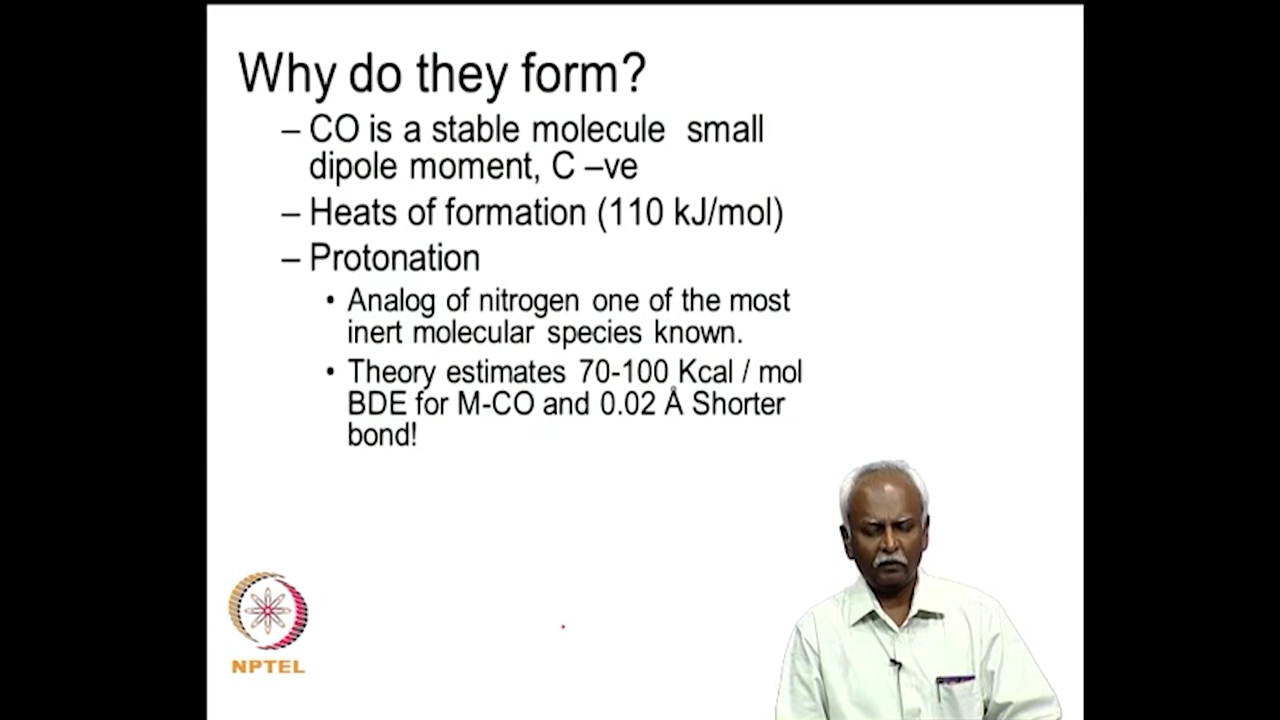 Why do they form?
– CO is a stable molecule small
dipole moment, C –ve
– Heats of formation (110 kJ/mol)
– Protonation
• Analog of nitrogen one of the most
inert molecular species known.
• Theory estimates 70-100 Kcal / mol
BDE for M-CO and 0.02 Å Shorter
bond!
NPTEL